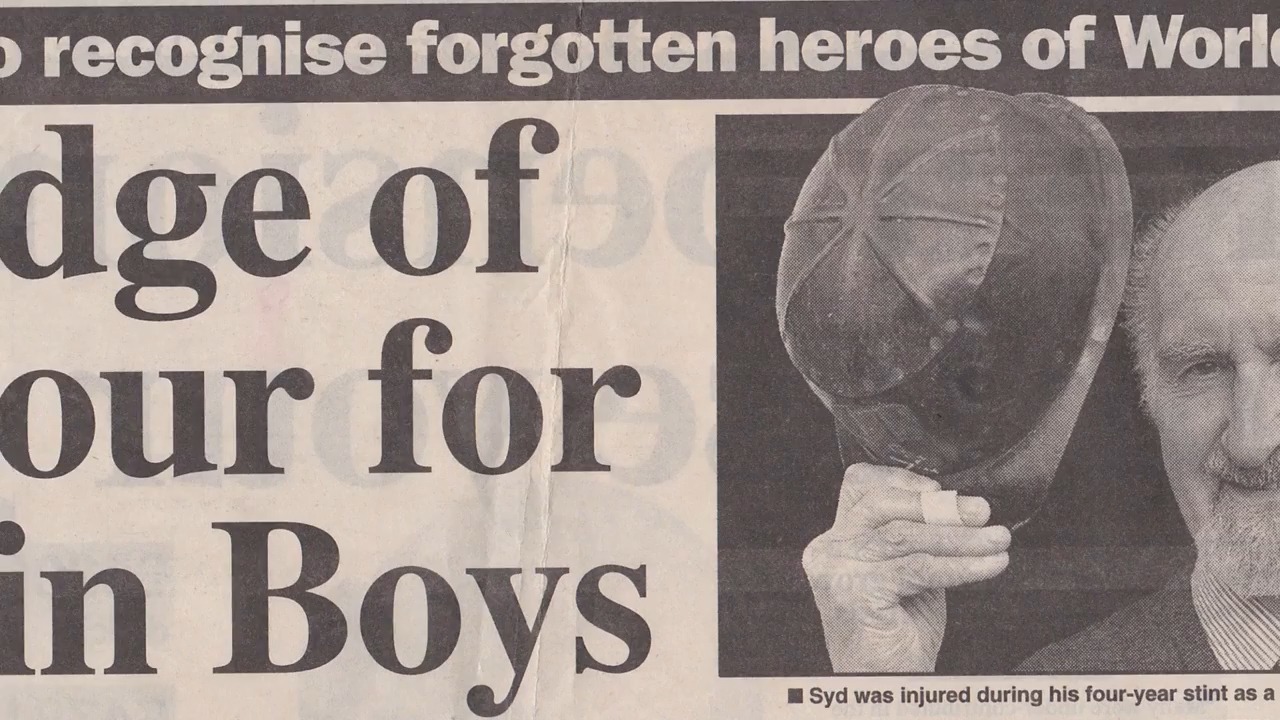 o recognise forgotten heroes of Worl
dge of
our for
in Boys
■ Syd was injured during his four-year stint as a